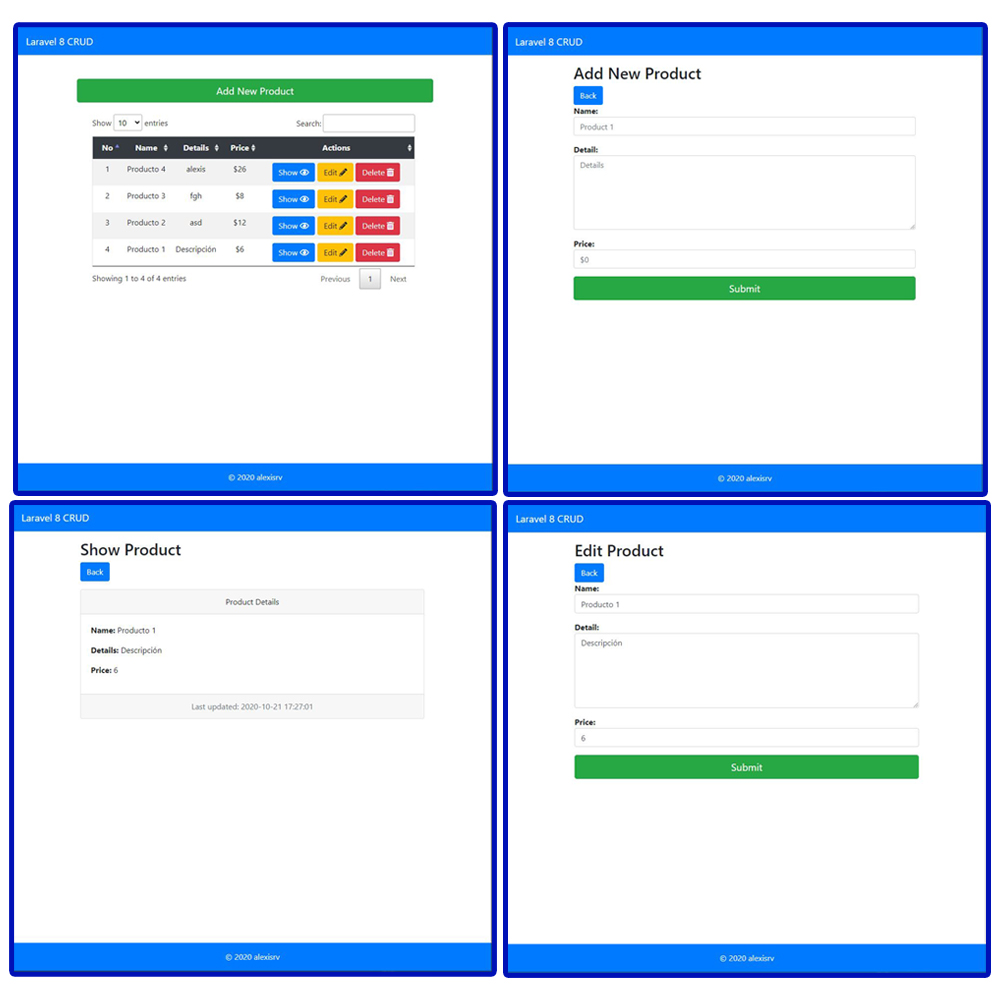 Laravel 8 CRUD
Add New Product
Show 10 entries Search:
No Name Details Price Actions
1 Producto 4 alexis $26 Show Edit Delete
2 Producto 3 fgh $8 Show Edit Delete
3 Producto 2 asd $12 Show Edit Delete
4 Producto 1 Descripción $6 Show Edit Delete
Showing 1 to 4 of 4 entries Previous 1 Next
© 2020 alexisrv
Laravel 8 CRUD
Add New Product
Back
Name:
Product 1
Detail:
Details
Price:
$0
Submit
© 2020 alexisrv
Laravel 8 CRUD
Show Product
Back
Product Details
Name: Producto 1
Details: Descripción
Price: 6
Last updated: 2020-10-21 17:27:01
© 2020 alexisrv
Laravel 8 CRUD
Edit Product
Back
Name:
Producto 1
Detail:
Descripción
Price:
6
Submit
© 2020 alexisrv